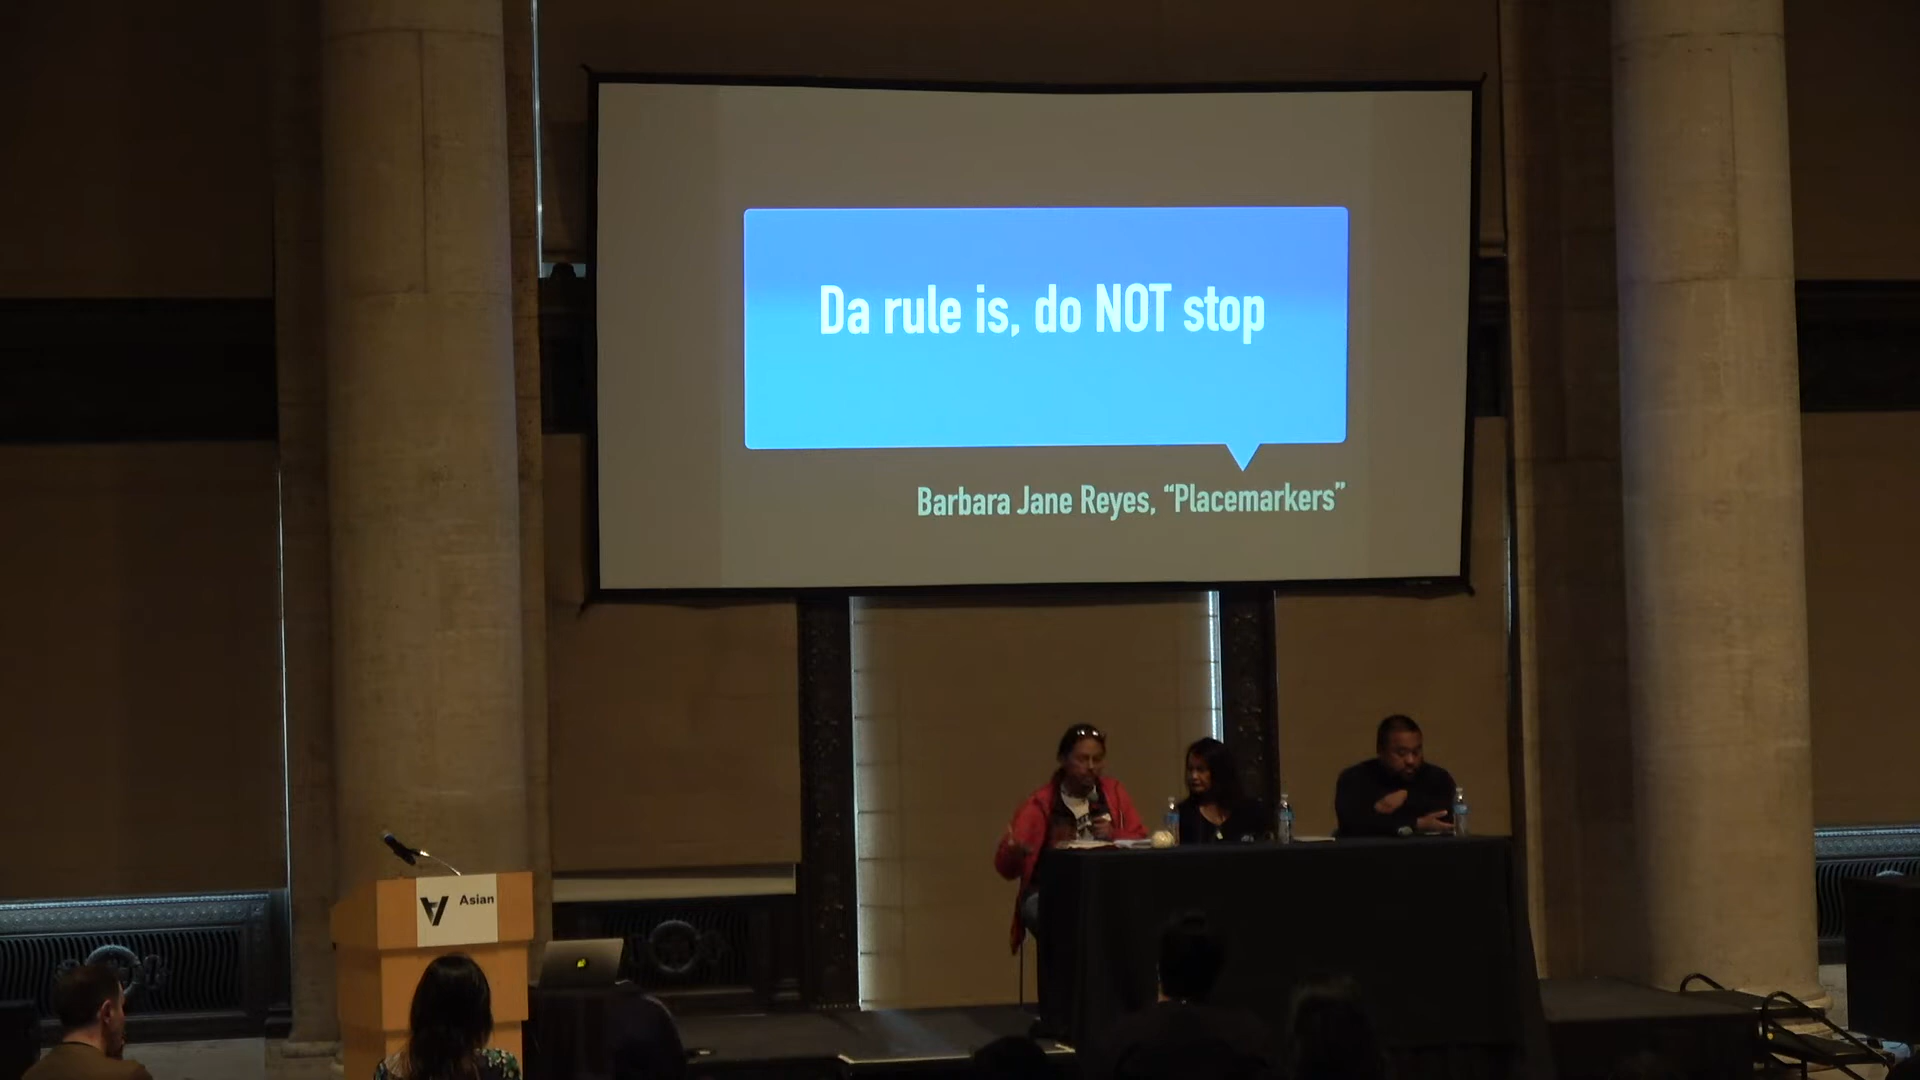 Da rule is, do NOT stop
Barbara Jane Reyes, “Placemarkers”
Asian